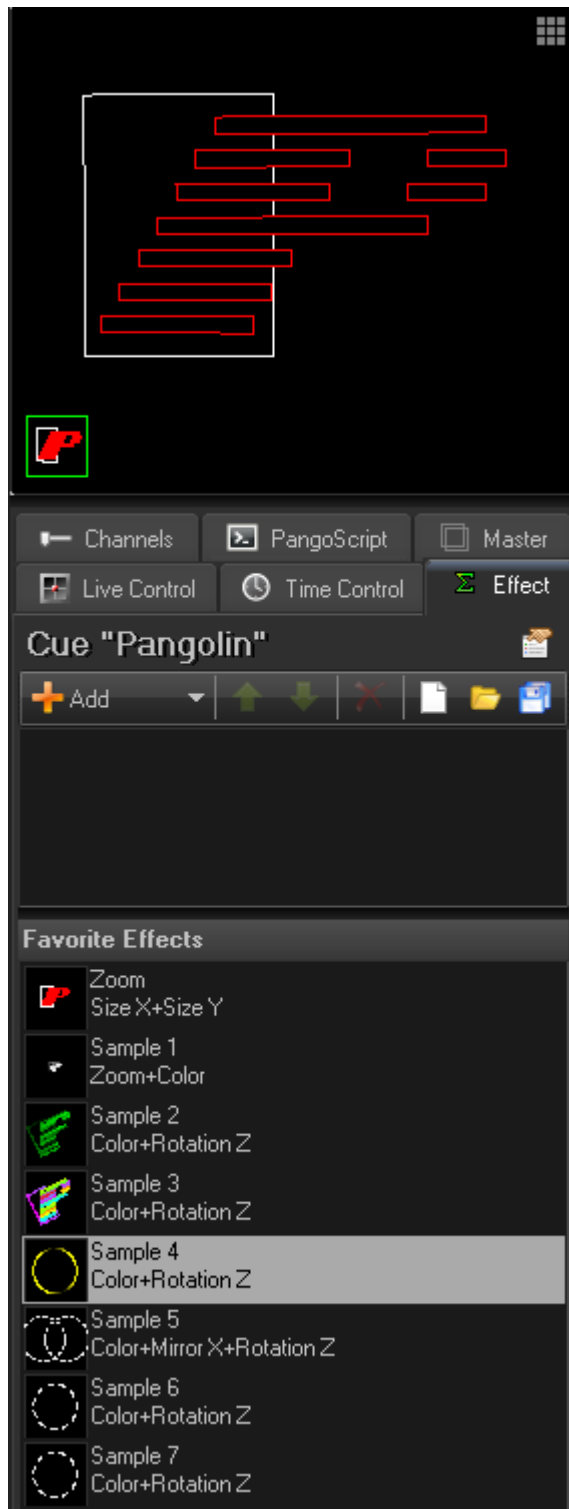 Channels
PangoScript
Master
Live Control
Time Control
Effect
Cue "Pangolin"
Add
Favorite Effects
Zoom
Size X+Size Y
Sample 1
Zoom+Color
Sample 2
Color+Rotation Z
Sample 3
Color+Rotation Z
Sample 4
Color+Rotation Z
Sample 5
Color+Mirror X+Rotation Z
Sample 6
Color+Rotation Z
Sample 7
Color+Rotation Z